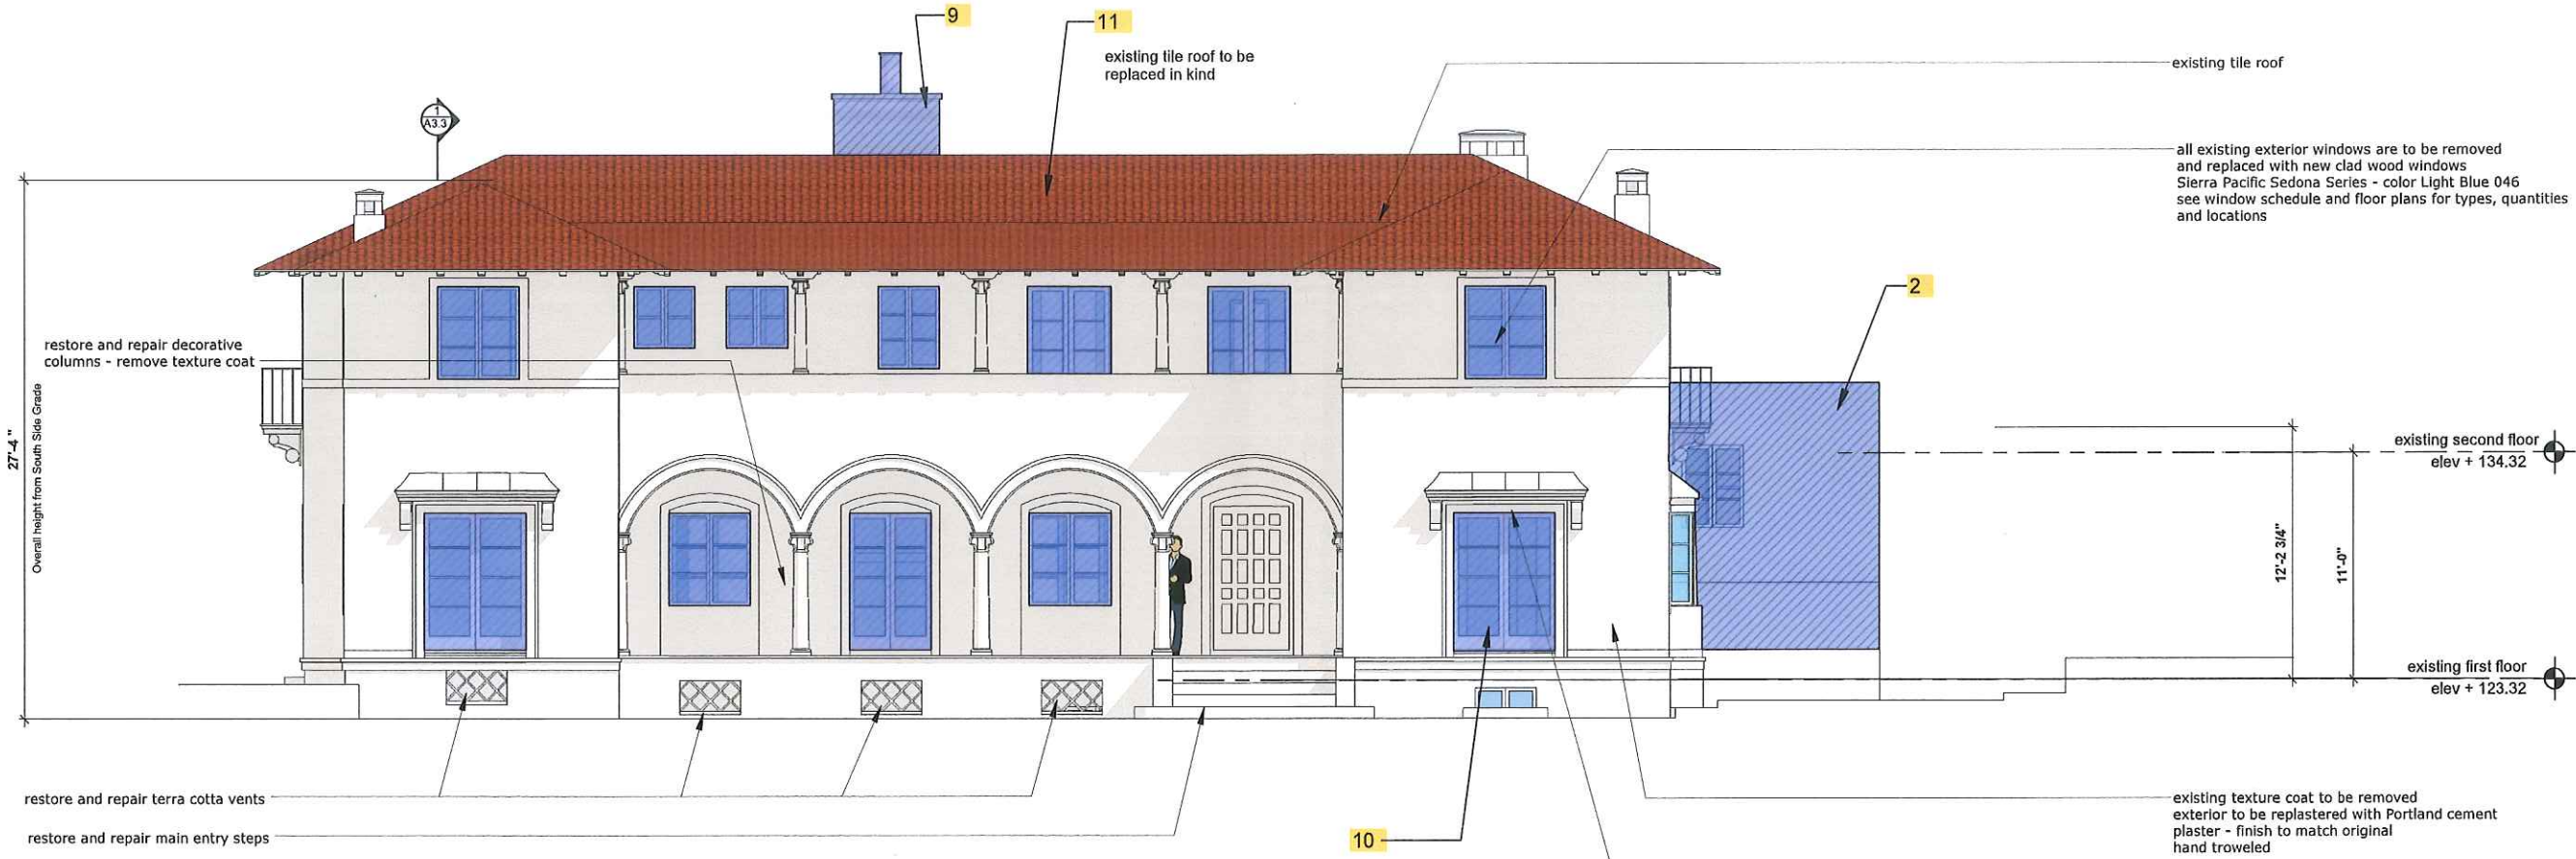 9
11
existing tile roof to be
replaced in kind
existing tile roof
1
A3.3
all existing exterior windows are to be removed
and replaced with new clad wood windows
Sierra Pacific Sedona Series - color Light Blue 046
see window schedule and floor plans for types, quantities
and locations
2
restore and repair decorative
columns - remove texture coat
27'-4"
Overall height from South Side Grade
existing second floor
elev + 134.32
12'-2 3/4"
11'-0"
existing first floor
elev + 123.32
restore and repair terra cotta vents
restore and repair main entry steps
10
existing texture coat to be removed
exterior to be replastered with Portland cement
plaster - finish to match original
hand troweled